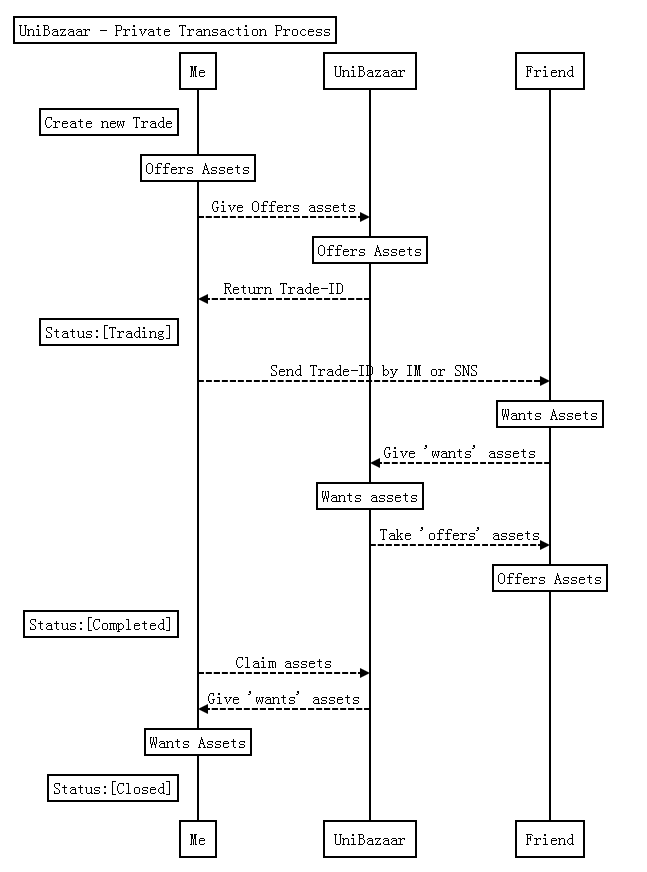 UniBazaar - Private Transaction Process
Me
UniBazaar
Friend
Create new Trade
Offers Assets
Give Offers assets
Offers Assets
Return Trade-ID
Status:[Trading]
Send Trade-ID by IM or SNS
Wants Assets
Give 'wants' assets
Wants assets
Take 'offers' assets
Offers Assets
Status:[Completed]
Claim assets
Give 'wants' assets
Wants Assets
Status:[Closed]
Me
UniBazaar
Friend